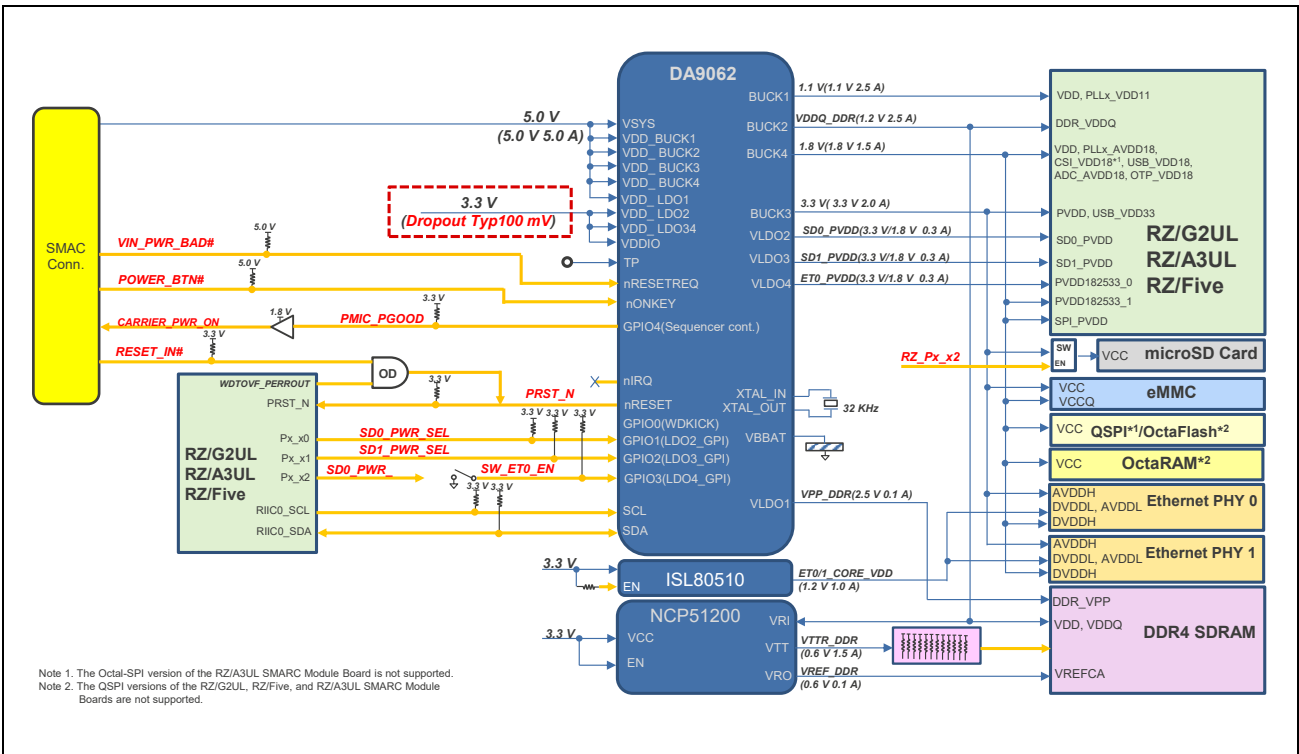 SMAC
Conn.
5.0 V
(5.0 V 5.0 A)
3.3 V
(Dropout Typ100 mV)
VIN_PWR_BAD#
5.0 V
POWER_BTN#
5.0 V
CARRIER_PWR_ON
1.8 V
PMIC_PGOOD
3.3 V
RESET_IN#
3.3 V
OD
WDTOVF_PERROUT
PRST_N
3.3 V
PRST_N
Px_x0
SD0_PWR_SEL
3.3 V
3.3 V
3.3 V
Px_x1
SD1_PWR_SEL
Px_x2
SD0_PWR_
SW_ET0_EN
3.3 V
3.3 V
RZ/G2UL
RZ/A3UL
RZ/Five
RIIC0_SCL
RIIC0_SDA
DA9062
VSYS
VDD_BUCK1
VDD_ BUCK2
VDD_ BUCK3
VDD_ BUCK4
VDD_ LDO1
VDD_ LDO2
VDD_ LDO34
VDDIO
TP
nRESETREQ
nONKEY
GPIO4(Sequencer cont.)
nIRQ
nRESET
GPIO0(WDKICK)
GPIO1(LDO2_GPI)
GPIO2(LDO3_GPI)
GPIO3(LDO4_GPI)
SCL
SDA
BUCK1
BUCK2
BUCK4
BUCK3
VLDO2
VLDO3
VLDO4
XTAL_IN
XTAL_OUT
VBBAT
VLDO1
1.1 V(1.1 V 2.5 A)
VDDQ_DDR(1.2 V 2.5 A)
1.8 V(1.8 V 1.5 A)
3.3 V( 3.3 V 2.0 A)
SD0_PVDD(3.3 V/1.8 V 0.3 A)
SD1_PVDD(3.3 V/1.8 V 0.3 A)
ET0_PVDD(3.3 V/1.8 V 0.3 A)
RZ_Px_x2
32 KHz
VPP_DDR(2.5 V 0.1 A)
3.3 V
EN
ISL80510
ET0/1_CORE_VDD
(1.2 V 1.0 A)
NCP51200
3.3 V
VCC
EN
VRI
VTT
VRO
VTTR_DDR
(0.6 V 1.5 A)
VREF_DDR
(0.6 V 0.1 A)
VDD, PLLx_VDD11
DDR_VDDQ
VDD, PLLx_AVDD18,
CSI_VDD18*1, USB_VDD18,
ADC_AVDD18, OTP_VDD18
PVDD, USB_VDD33
SD0_PVDD
SD1_PVDD
PVDD182533_0
PVDD182533_1
SPI_PVDD
RZ/G2UL
RZ/A3UL
RZ/Five
SW
EN
VCC microSD Card
VCC
VCCQ
eMMC
VCC QSPI*1/OctaFlash*2
VCC OctaRAM*2
AVDDH
DVDDL, AVDDL
DVDDH
Ethernet PHY 0
AVDDH
DVDDL, AVDDL
DVDDH
Ethernet PHY 1
DDR_VPP
VDD, VDDQ
DDR4 SDRAM
VREFCA
Note 1. The Octal-SPI version of the RZ/A3UL SMARC Module Board is not supported.
Note 2. The QSPI versions of the RZ/G2UL, RZ/Five, and RZ/A3UL SMARC Module
Boards are not supported.